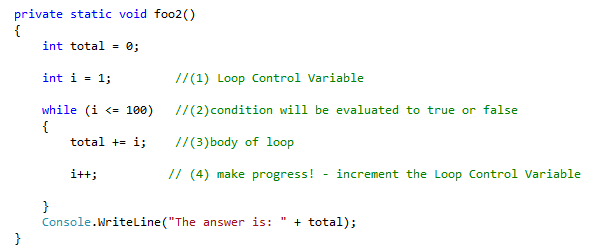 private static void foo2()
{
int total = 0;
int i = 1; //(1) Loop Control Variable
while (i <= 100) //(2)condition will be evaluated to true or false
{
total += i; //(3)body of loop
i++; // (4) make progress! - increment the Loop Control Variable
}
Console.WriteLine("The answer is: " + total);
}